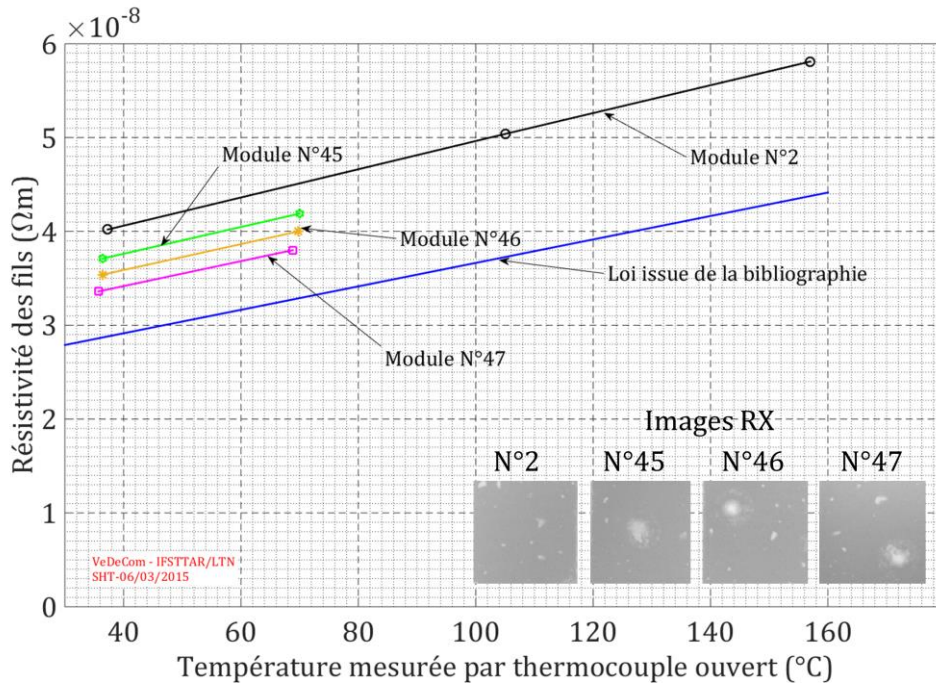 ×10⁻⁸
6
5
4
3
2
1
0
Résistivité des fils (Ωm)
Module N°45
Module N°2
Module N°46
Loi issue de la bibliographie
Module N°47
Images RX
N°2 N°45 N°46 N°47
VeDeCom - IFSTTAR/LTN
SHT-06/03/2015
40 60 80 100 120 140 160
Température mesurée par thermocouple ouvert (°C)